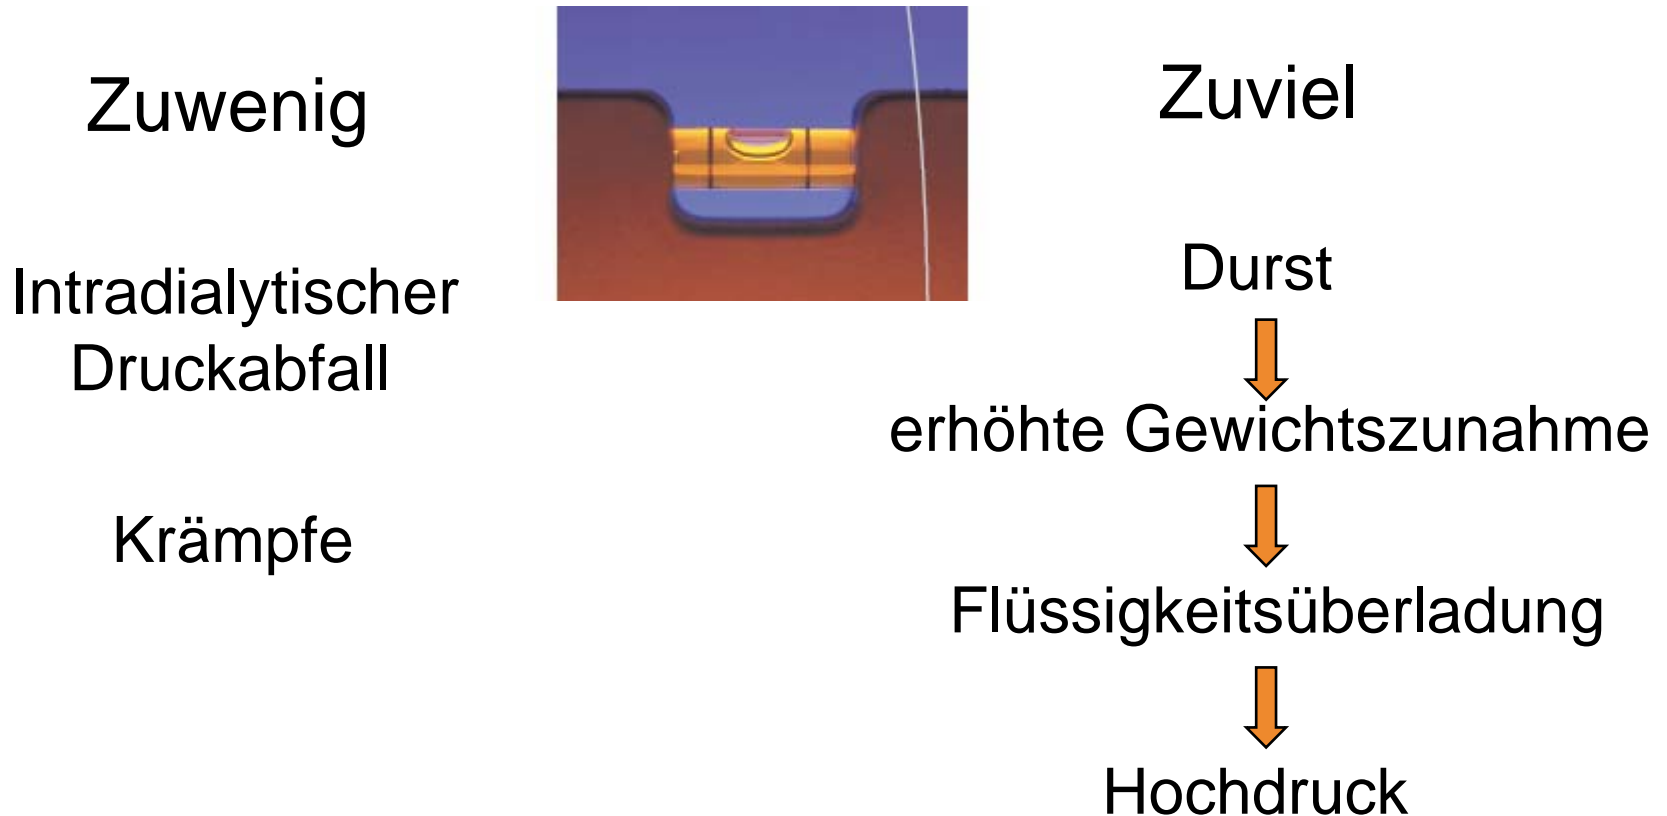 Zuwenig
Intradialytischer
Druckabfall
Krämpfe
Zuviel
Durst
erhöhte Gewichtszunahme
Flüssigkeitsüberladung
Hochdruck